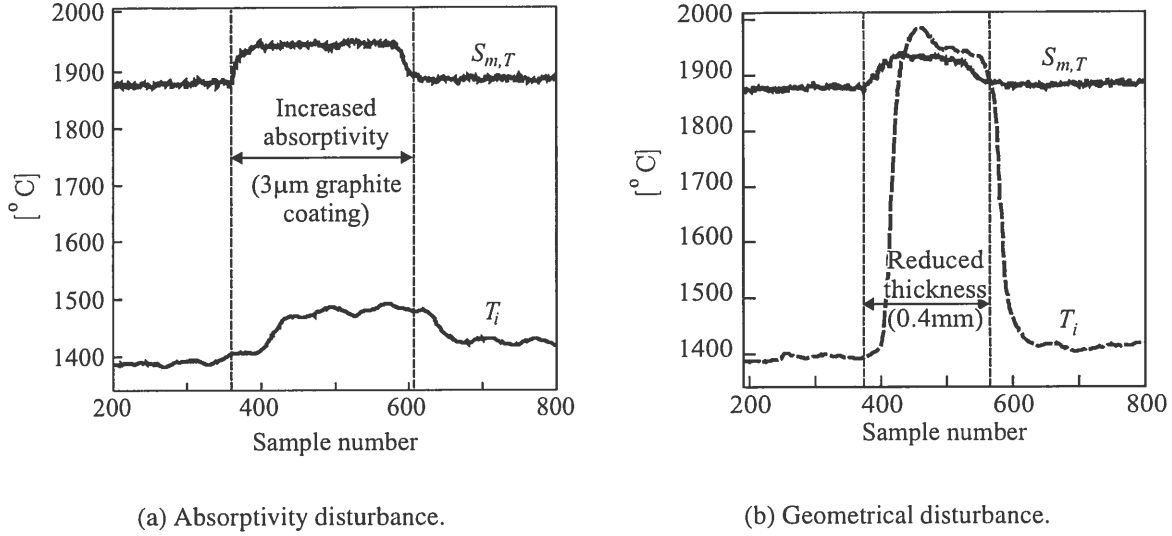 2000
1900
1800
1700
1600
1500
1400
[°C]
S_{m,T}
Increased
absorptivity
(3μm graphite
coating)
T_i
200 400 600 800
Sample number
(a) Absorptivity disturbance.
2000
1900
1800
1700
1600
1500
1400
[°C]
S_{m,T}
Reduced
thickness
(0.4mm)
T_i
200 400 600 800
Sample number
(b) Geometrical disturbance.